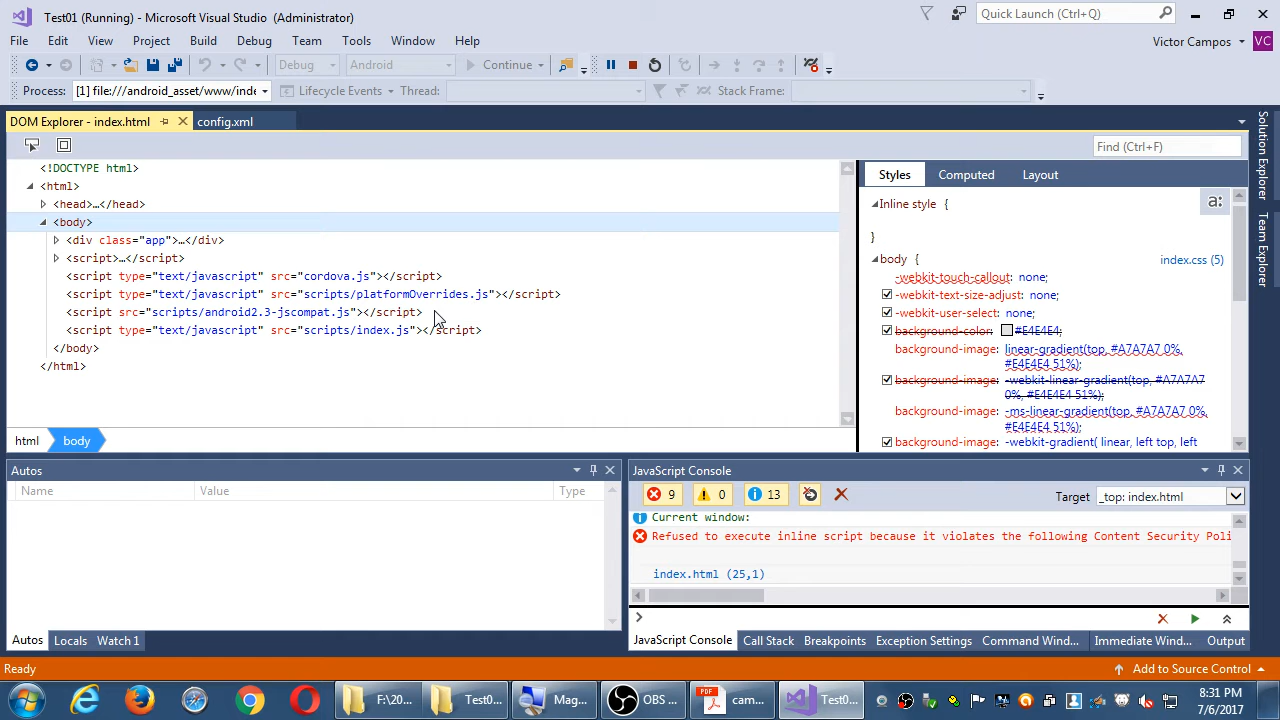 Test01 (Running) - Microsoft Visual Studio (Administrator)
Quick Launch (Ctrl+Q)
File Edit View Project Build Debug Team Tools Window Help
Victor Campos VC
Debug Android Continue
Process: [1] file:///android_asset/www/inde Lifecycle Events Thread: Stack Frame:
DOM Explorer - index.html config.xml
Find (Ctrl+F)
<!DOCTYPE html>
<html>
<head>…</head>
<body>
<div class="app">…</div>
<script>…</script>
<script type="text/javascript" src="cordova.js"></script>
<script type="text/javascript" src="scripts/platformOverrides.js"></script>
<script src="scripts/android2.3-jscompat.js"></script>
<script type="text/javascript" src="scripts/index.js"></script>
</body>
</html>
html body
Styles Computed Layout
Inline style {
a:
}
body { index.css (5)
-webkit-touch-callout: none;
-webkit-text-size-adjust: none;
-webkit-user-select: none;
background-color: #E4E4E4;
background-image: linear-gradient(top, #A7A7A7 0%,
#E4E4E4 51%);
background-image: -webkit-linear-gradient(top, #A7A7A7
0%, #E4E4E4 51%);
background-image: -ms-linear-gradient(top, #A7A7A7 0%,
#E4E4E4 51%);
background-image: -webkit-gradient( linear, left top, left
Solution Explorer
Team Explorer
Autos
Name Value Type
Autos Locals Watch 1
JavaScript Console
9 0 13 Target _top: index.html
Current window:
Refused to execute inline script because it violates the following Content Security Poli
index.html (25,1)
JavaScript Console Call Stack Breakpoints Exception Settings Command Wind... Immediate Wind... Output
Ready Add to Source Control
F:\20... Test0... Mag... OBS ... PDF cam... Test0...
8:31 PM
7/6/2017